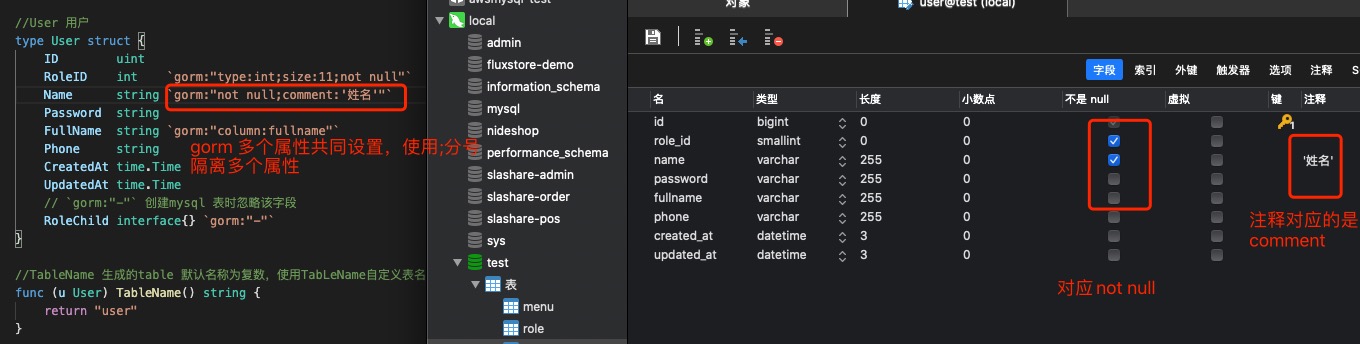 //User 用户
type User struct {
ID uint
RoleID int `gorm:"type:int;size:11;not null"`
Name string `gorm:"not null;comment:'姓名'"`
Password string
FullName string `gorm:"column:fullname"`
Phone string
CreatedAt time.Time
UpdatedAt time.Time
// `gorm:"-"` 创建mysql 表时忽略该字段
RoleChild interface{} `gorm:"-"`
}
//TableName 生成的table 默认名称为复数，使用TabLeName自定义表名
func (u User) TableName() string {
return "user"
}
gorm 多个属性共同设置，使用;分号
隔离多个属性
awsmysql-test
local
admin
fluxstore-demo
information_schema
mysql
nideshop
performance_schema
slashare-admin
slashare-order
slashare-pos
sys
test
表
menu
role
对象
user@test (local)
字段 索引 外键 触发器 选项 注释 S
名 类型 长度 小数点 不是 null 虚拟 键 注释
id bigint 0 0 1
role_id smallint 0 0
name varchar 255 0 '姓名'
password varchar 255 0
fullname varchar 255 0
phone varchar 255 0
created_at datetime 3 0
updated_at datetime 3 0
注释对应的是
comment
对应 not null